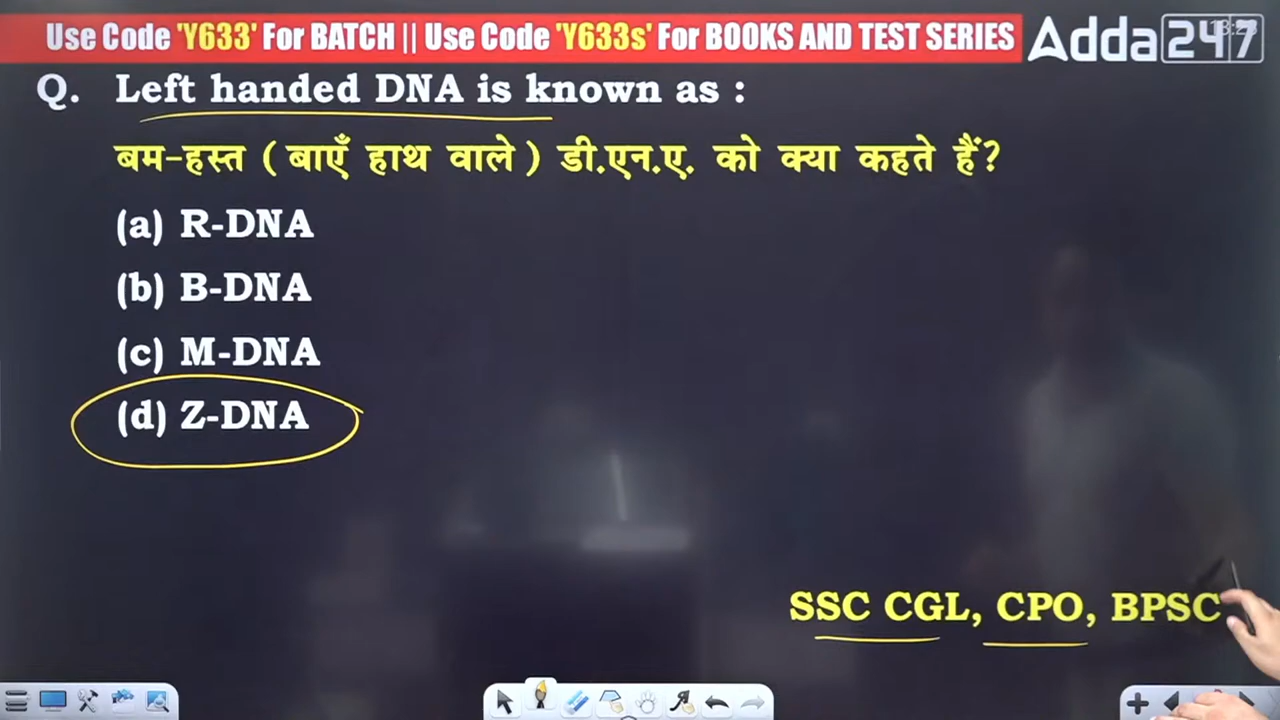 Use Code 'Y633' For BATCH || Use Code 'Y633s' For BOOKS AND TEST SERIES
Adda247
Q. Left handed DNA is known as :
बम-हस्त ( बाएँ हाथ वाले ) डी.एन.ए. को क्या कहते हैं?
(a) R-DNA
(b) B-DNA
(c) M-DNA
(d) Z-DNA
SSC CGL, CPO, BPSC